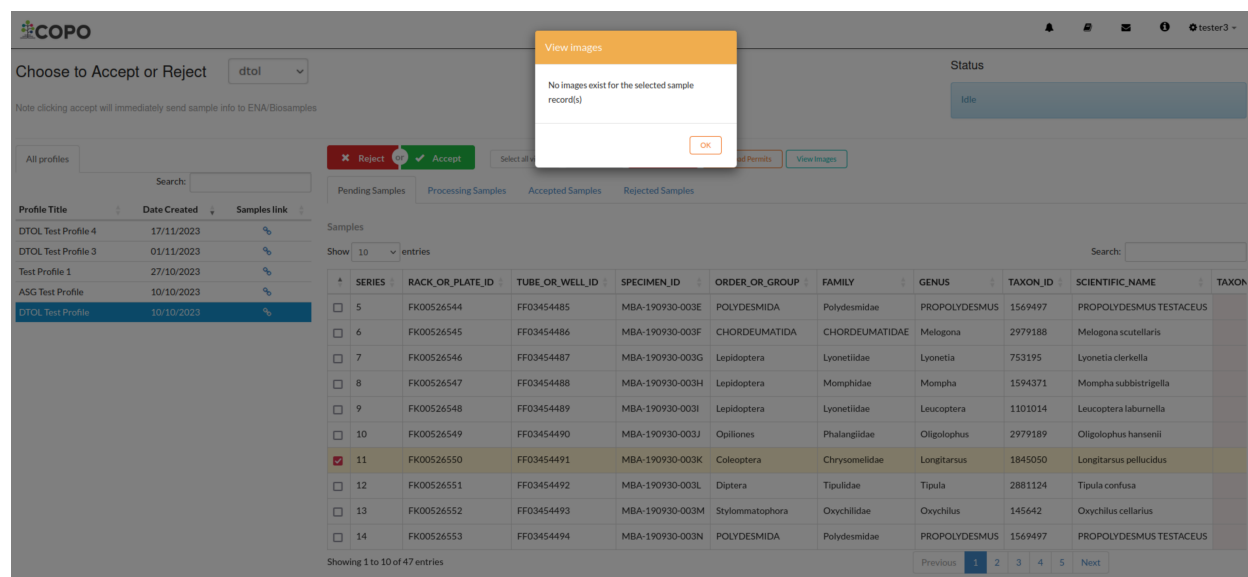 COPO
tester3
Choose to Accept or Reject
dtol
Note clicking accept will immediately send sample info to ENA/Biosamples
View images
No images exist for the selected sample
record(s)
OK
Status
Idle
All profiles
Search:
Profile Title Date Created Samples link
DTOL Test Profile 4 17/11/2023
DTOL Test Profile 3 01/11/2023
Test Profile 1 27/10/2023
ASG Test Profile 10/10/2023
DTOL Test Profile 10/10/2023
Reject or Accept Select all Permits View Images
Pending Samples Processing Samples Accepted Samples Rejected Samples
Samples
Show 10 entries Search:
SERIES RACK_OR_PLATE_ID TUBE_OR_WELL_ID SPECIMEN_ID ORDER_OR_GROUP FAMILY GENUS TAXON_ID SCIENTIFIC_NAME TAXON
5 FK00526544 FF03454485 MBA-190930-003E POLYDESMIDA Polydesmidae PROPOLYDESMUS 1569497 PROPOLYDESMUS TESTACEUS
6 FK00526545 FF03454486 MBA-190930-003F CHORDEUMATIDA CHORDEUMATIDAE Melogona 2979188 Melogona scutellaris
7 FK00526546 FF03454487 MBA-190930-003G Lepidoptera Lyonetiidae Lyonetia 753195 Lyonetia clerkella
8 FK00526547 FF03454488 MBA-190930-003H Lepidoptera Momphidae Mompha 1594371 Mompha subbistrigella
9 FK00526548 FF03454489 MBA-190930-003I Lepidoptera Lyonetiidae Leucoptera 1101014 Leucoptera laburnella
10 FK00526549 FF03454490 MBA-190930-003J Opiliones Phalangiidae Oligolophus 2979189 Oligolophus hansenii
11 FK00526550 FF03454491 MBA-190930-003K Coleoptera Chrysomelidae Longitarsus 1845050 Longitarsus pellucidus
12 FK00526551 FF03454492 MBA-190930-003L Diptera Tipulidae Tipula 2881124 Tipula confusa
13 FK00526552 FF03454493 MBA-190930-003M Stylommatophora Oxychilidae Oxychilus 145642 Oxychilus cellarius
14 FK00526553 FF03454494 MBA-190930-003N POLYDESMIDA Polydesmidae PROPOLYDESMUS 1569497 PROPOLYDESMUS TESTACEUS
Showing 1 to 10 of 47 entries
Previous 1 2 3 4 5 Next